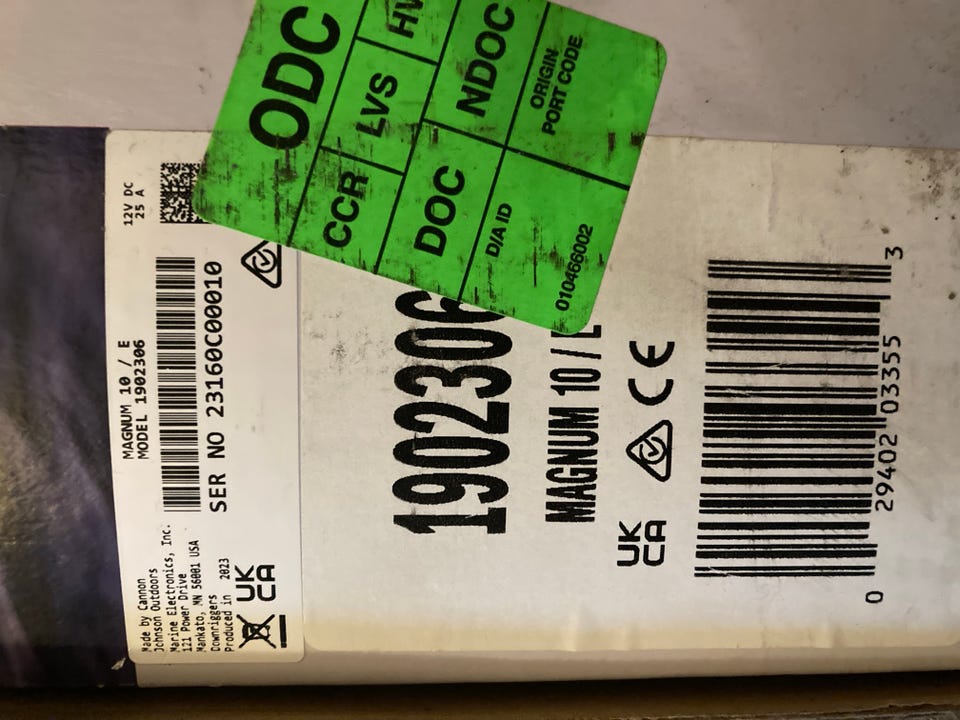 MAGNUM 10 / E
MODEL 1902306
12V DC
25 A
SER NO 23160C00010
Made by Cannon
Johnson Outdoors
Marine Electronics, Inc.
121 Power Drive
Mankato, MN 56001 USA
Downriggers
Produced in 2023
UK
CA
1902306
MAGNUM 10 / E
UK
CA
CE
0 29402 03355 3
ODC
CCR LVS HV
DOC NDOC
D/A ID
ORIGIN
PORT CODE
010466002